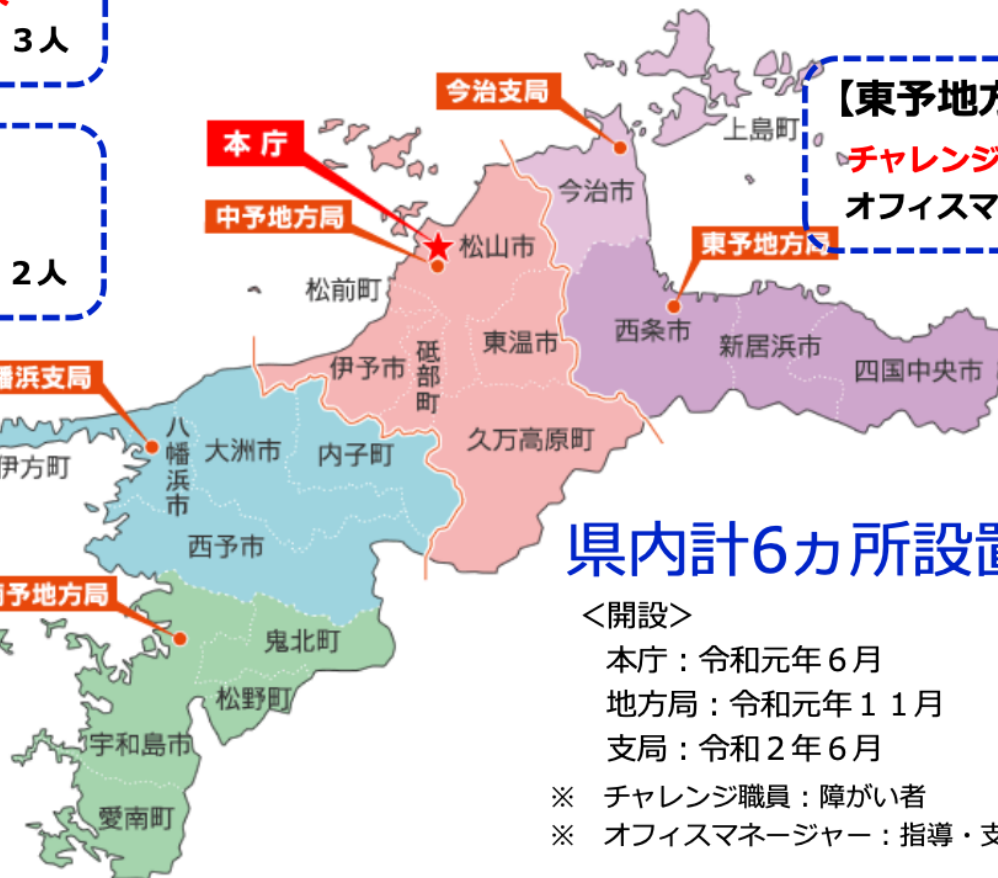 3人
2人
今治支局
本庁
中予地方局
【東予地方
チャレンジ
オフィスマ
上島町
今治市
松山市
東予地方局
松前町
西条市
新居浜市
四国中央市
東温市
砥部町
伊予市
久万高原町
幡浜支局
八幡浜市
大洲市
内子町
伊方町
西予市
予地方局
鬼北町
松野町
宇和島市
愛南町
県内計6ヵ所設置
＜開設＞
本庁：令和元年６月
地方局：令和元年１１月
支局：令和２年６月
※　チャレンジ職員：障がい者
※　オフィスマネージャー：指導・支